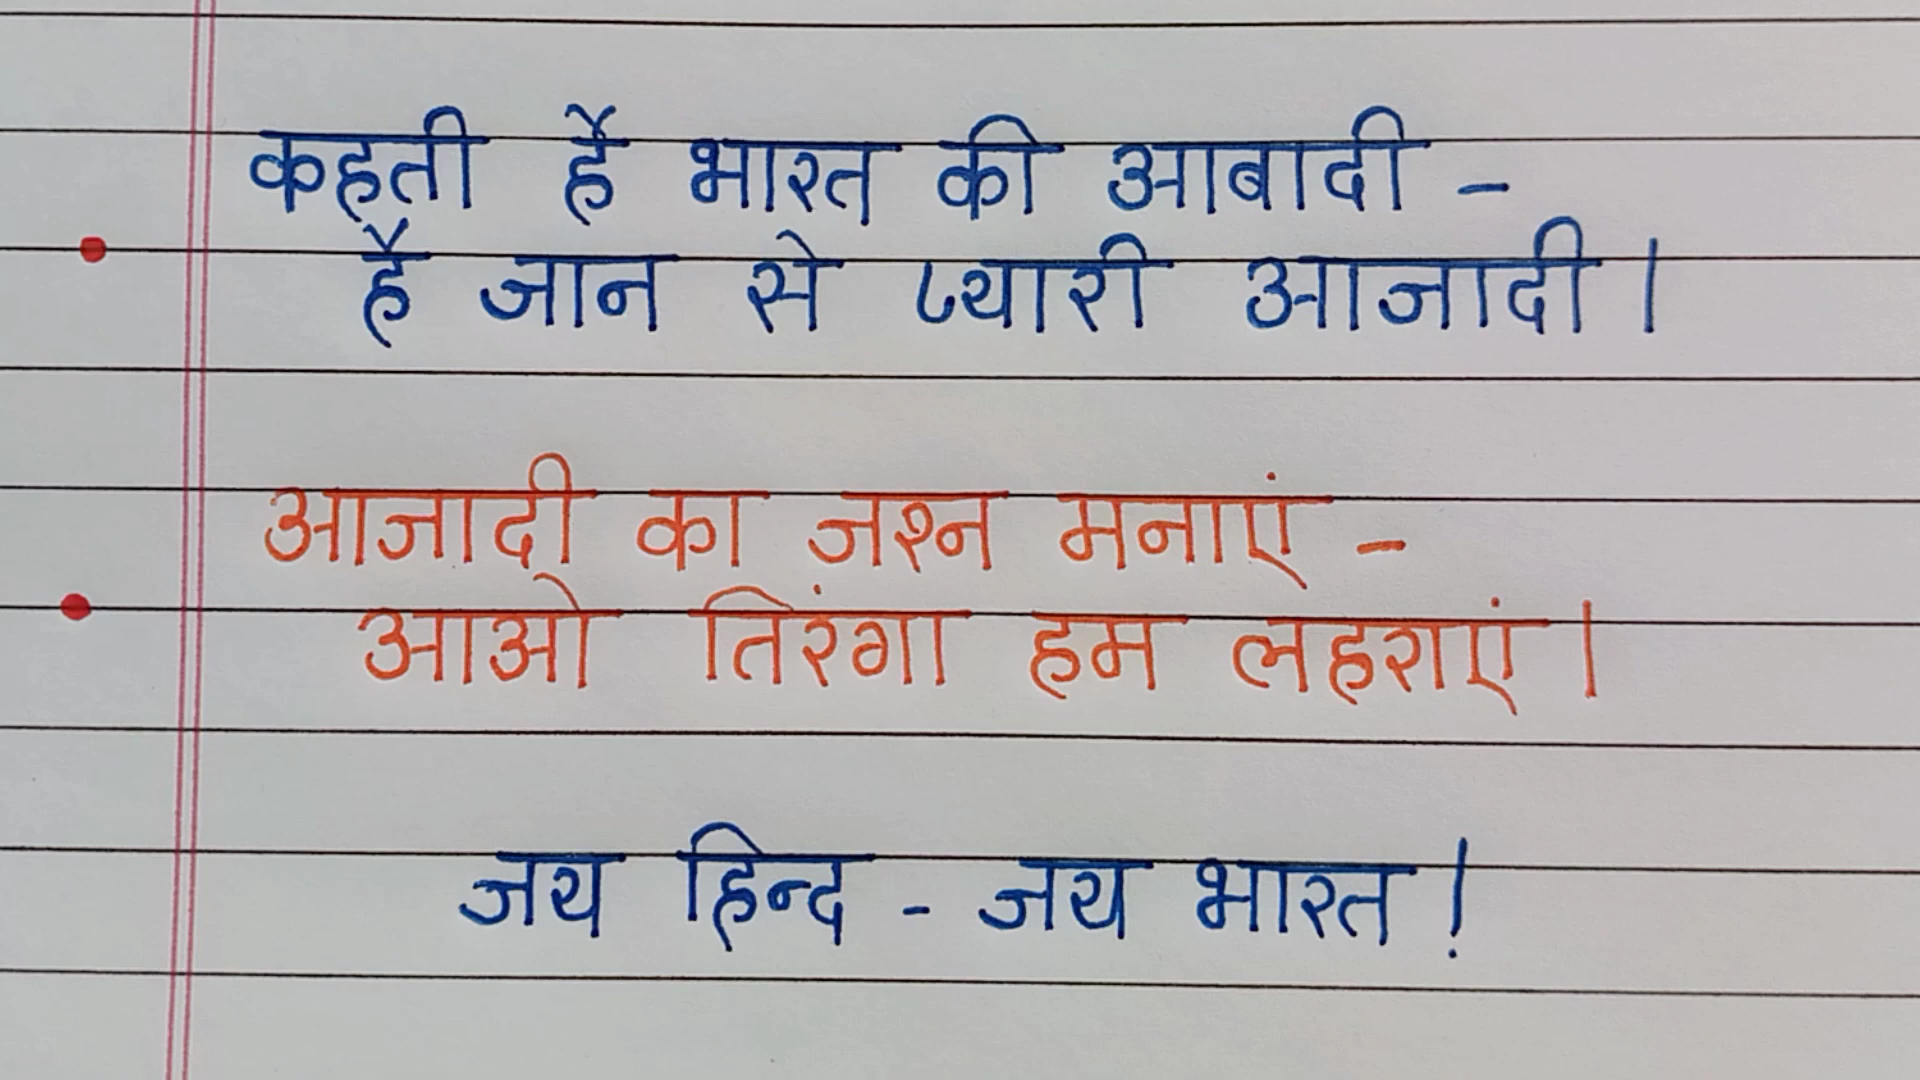 कहती है भारत की आबादी -
है जान से प्यारी आजादी ।
आजादी का जश्न मनाएं -
आओ तिरंगा हम लहराएं ।
जय हिन्द - जय भारत !